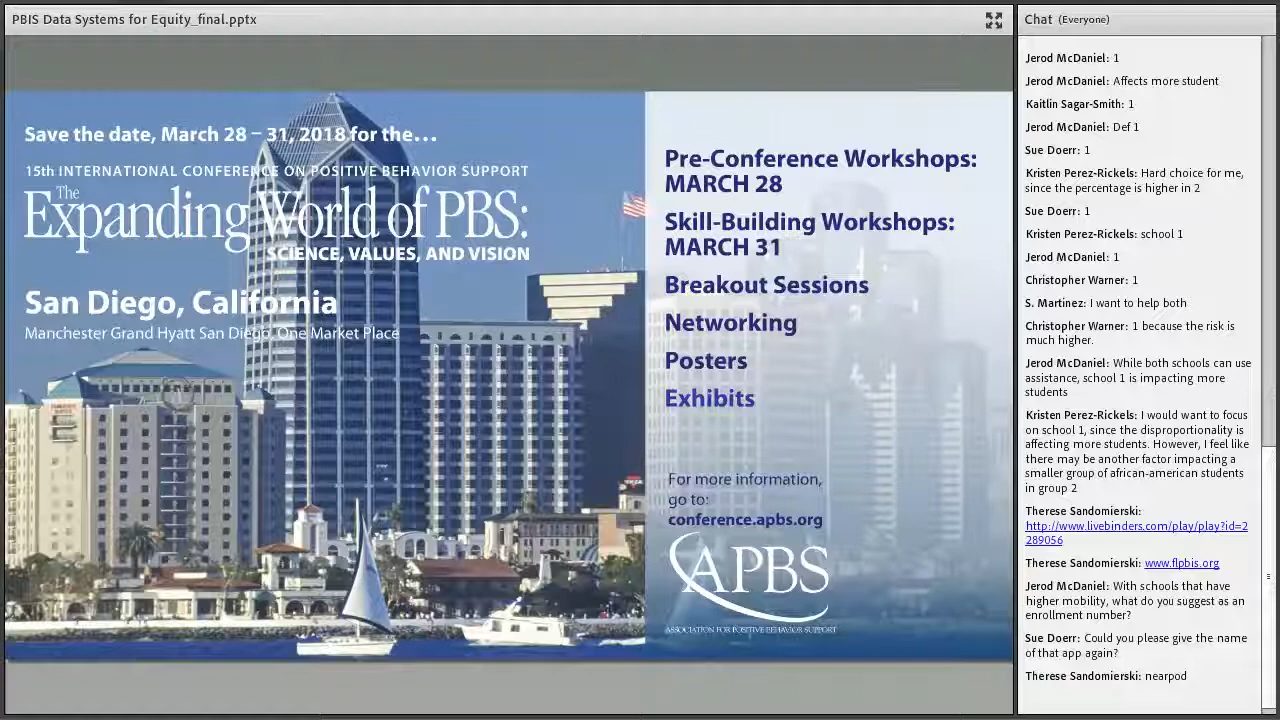 PBIS Data Systems for Equity_final.pptx
Save the date, March 28 – 31, 2018 for the...
15th INTERNATIONAL CONFERENCE ON POSITIVE BEHAVIOR SUPPORT
The Expanding World of PBS:
SCIENCE, VALUES, AND VISION
San Diego, California
Manchester Grand Hyatt San Diego, One Market Place
Pre-Conference Workshops:
MARCH 28
Skill-Building Workshops:
MARCH 31
Breakout Sessions
Networking
Posters
Exhibits
For more information,
go to:
conference.apbs.org
APBS
ASSOCIATION FOR POSITIVE BEHAVIOR SUPPORT
Chat (Everyone)
Jerod McDaniel: 1
Jerod McDaniel: Affects more student
Kaitlin Sagar-Smith: 1
Jerod McDaniel: Def 1
Sue Doerr: 1
Kristen Perez-Rickels: Hard choice for me,
since the percentage is higher in 2
Sue Doerr: 1
Kristen Perez-Rickels: school 1
Jerod McDaniel: 1
Christopher Warner: 1
S. Martinez: I want to help both
Christopher Warner: 1 because the risk is
much higher.
Jerod McDaniel: While both schools can use
assistance, school 1 is impacting more
students
Kristen Perez-Rickels: I would want to focus
on school 1, since the disproportionality is
affecting more students. However, I feel like
there may be another factor impacting a
smaller group of african-american students
in group 2
Therese Sandomierski:
http://www.livebinders.com/play/play?id=2
289056
Therese Sandomierski: www.flpbis.org
Jerod McDaniel: With schools that have
higher mobility, what do you suggest as an
enrollment number?
Sue Doerr: Could you please give the name
of that app again?
Therese Sandomierski: nearpod